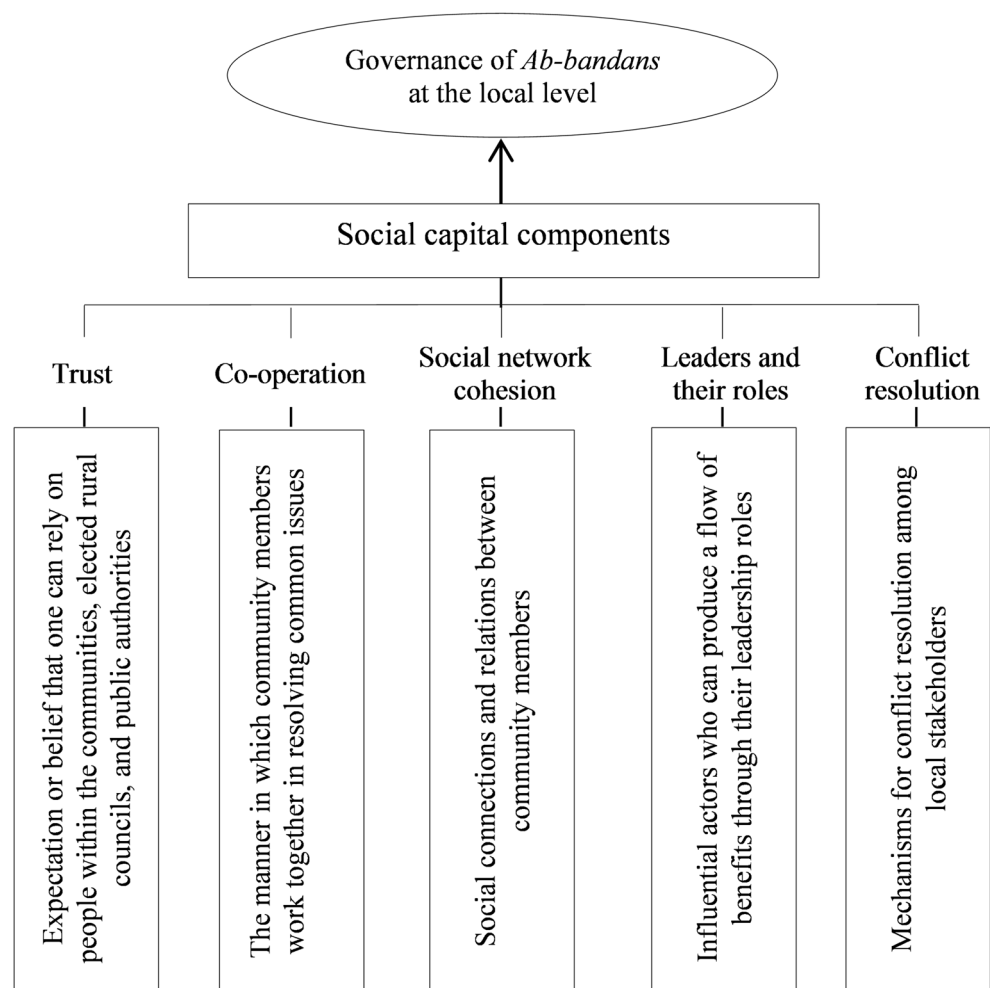 Governance of Ab-bandans
at the local level
Social capital components
Trust
Co-operation
Social network
cohesion
Leaders and
their roles
Conflict
resolution
Expectation or belief that one can rely on
people within the communities, elected rural
councils, and public authorities
The manner in which community members
work together in resolving common issues
Social connections and relations between
community members
Influential actors who can produce a flow of
benefits through their leadership roles
Mechanisms for conflict resolution among
local stakeholders